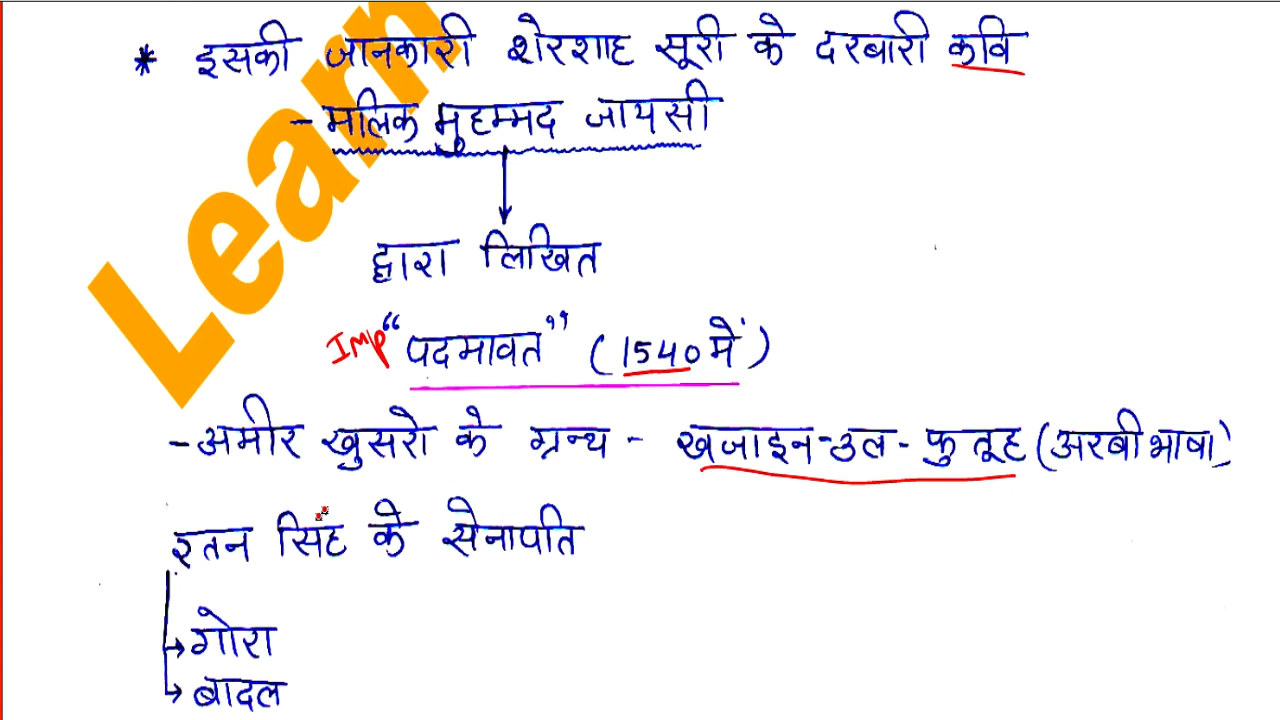 Learn
* इसकी जानकारी शेरशाह सूरी के दरबारी कवि
- मलिक मुहम्मद जायसी
द्वारा लिखित
Imp "पदमावत" (1540 में)
- अमीर खुसरो के ग्रन्थ - खजाइन-उल-फुतूह (अरबी भाषा)
रतन सिंह के सेनापति
→ गोरा
→ बादल